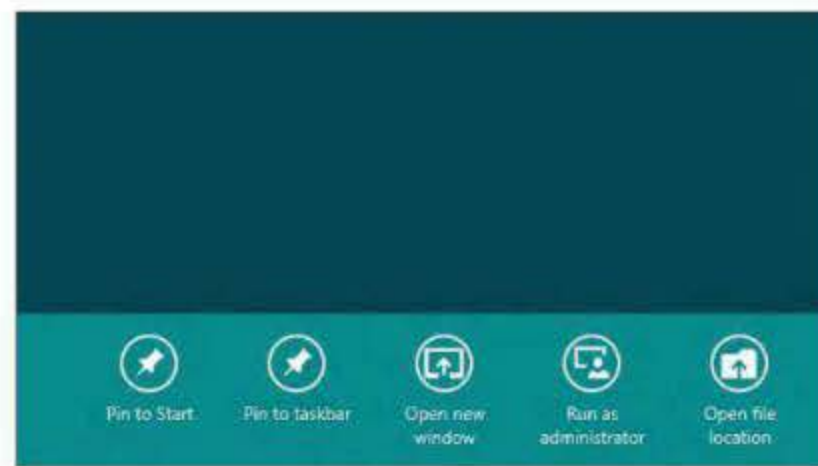 Pin to Start
Pin to taskbar
Open new
window
Run as
administrator
Open file
location